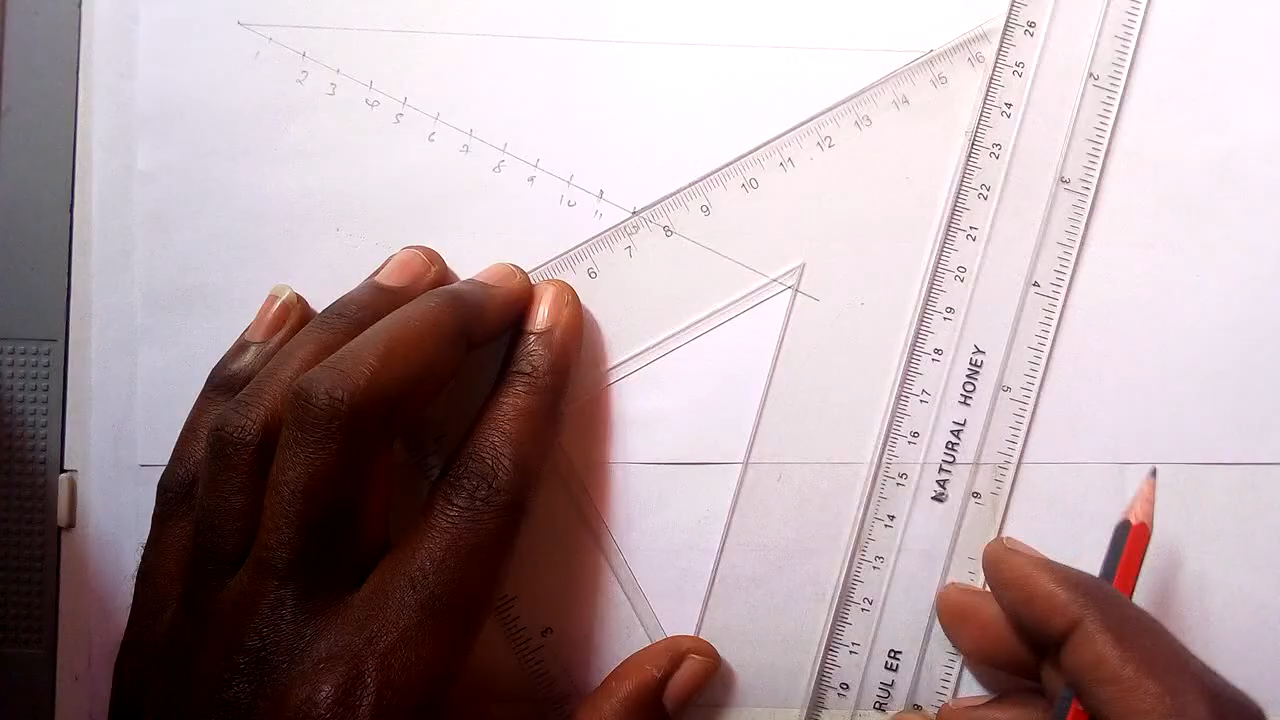 1 2 3 4 5 6 7 8 9 10 11
6 7 8 9 10 11 12 13 14 15 16
3
26 25 24 23 22 21 20 19 18 17 16 15 14 13 12 11 10
NATURAL HONEY
RULER
2 3 4 5 6 8